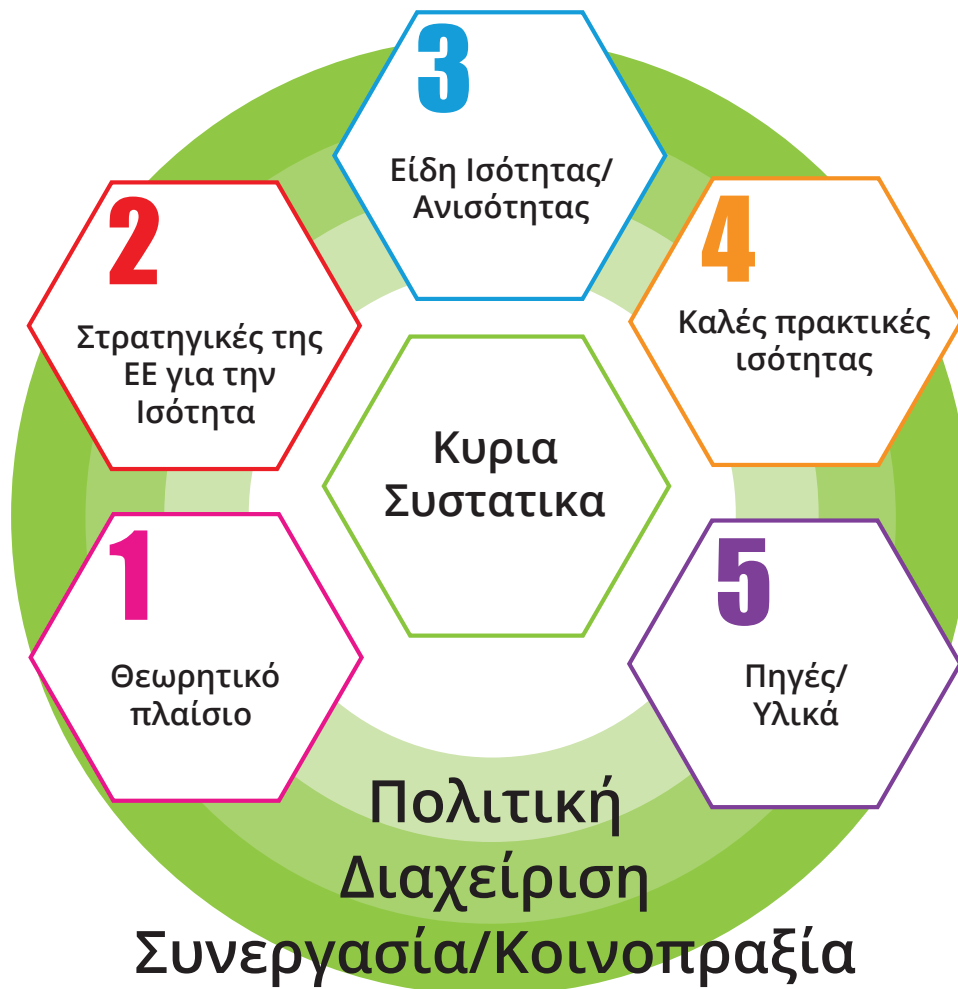 3
Είδη Ισότητας/
Ανισότητας
2
Στρατηγικές της
ΕΕ για την
Ισότητα
4
Καλές πρακτικές
ισότητας
Κυρια
Συστατικα
1
Θεωρητικό
πλαίσιο
5
Πηγές/
Υλικά
Πολιτική
Διαχείριση
Συνεργασία/Κοινοπραξία